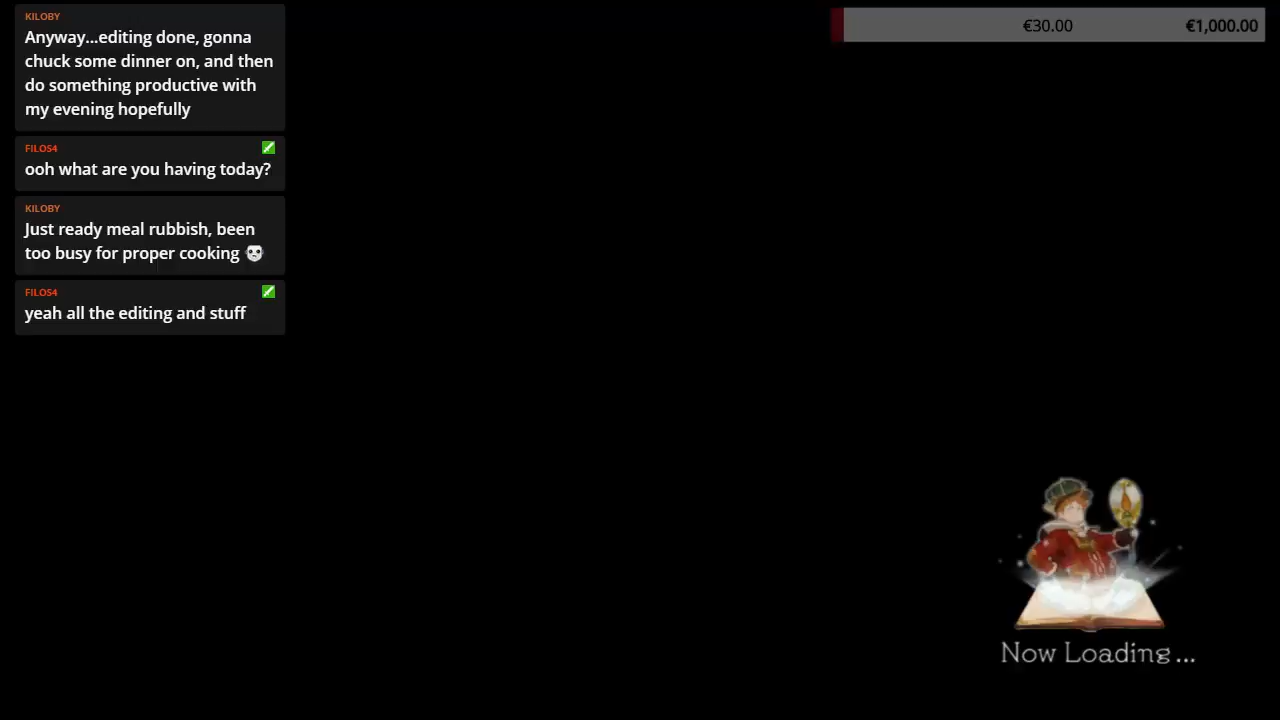 KILOBY
Anyway...editing done, gonna
chuck some dinner on, and then
do something productive with
my evening hopefully
FILOS4
ooh what are you having today?
KILOBY
Just ready meal rubbish, been
too busy for proper cooking
FILOS4
yeah all the editing and stuff
€30.00
€1,000.00
Now Loading...